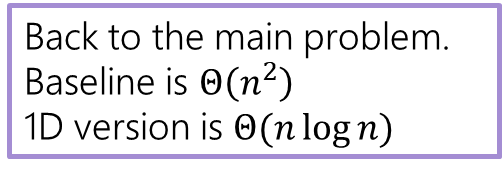 Back to the main problem.
Baseline is Θ(n²)
1D version is Θ(n log n)